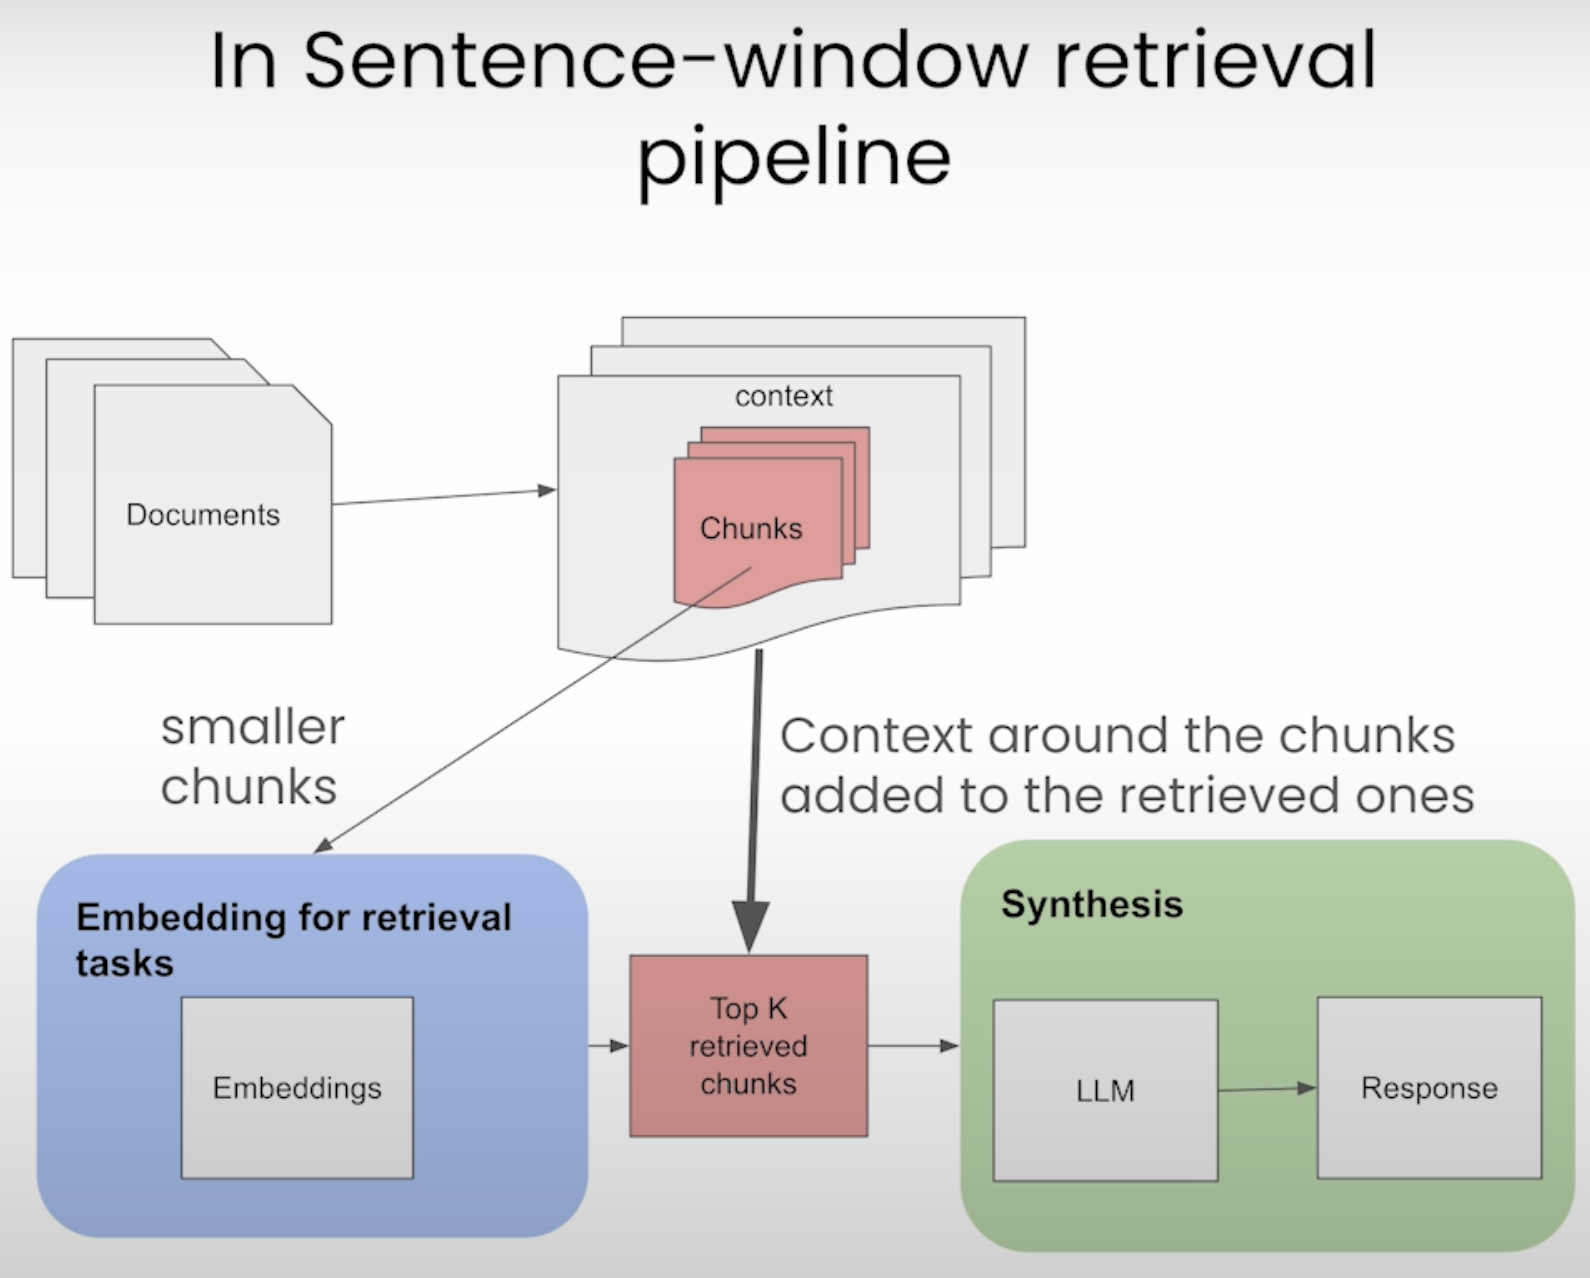 In Sentence-window retrieval
pipeline
context
Chunks
Documents
smaller
chunks
Context around the chunks
added to the retrieved ones
Embedding for retrieval
tasks
Embeddings
Top K
retrieved
chunks
Synthesis
LLM
Response